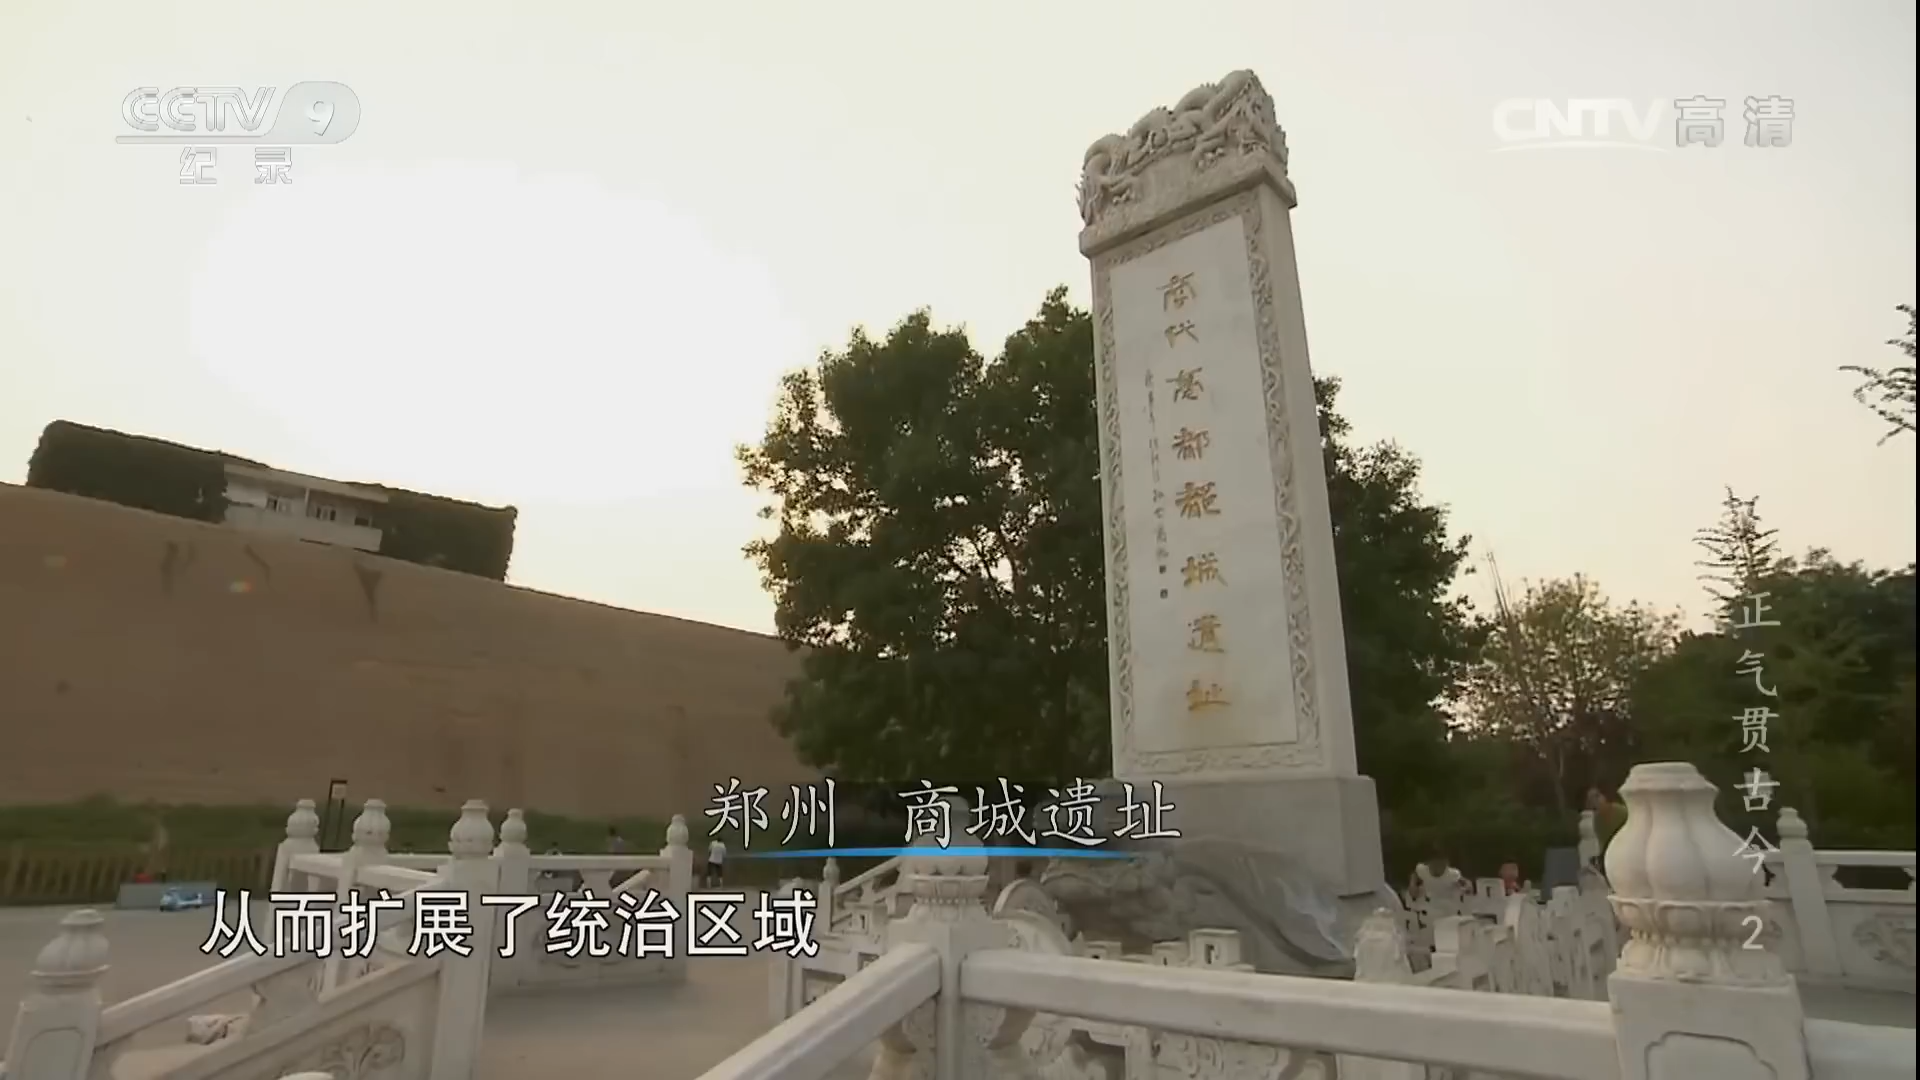 CCTV 9
纪录
CNTV高清
商代亳都都城遗址
正气贯古今 2
郑州 商城遗址
从而扩展了统治区域